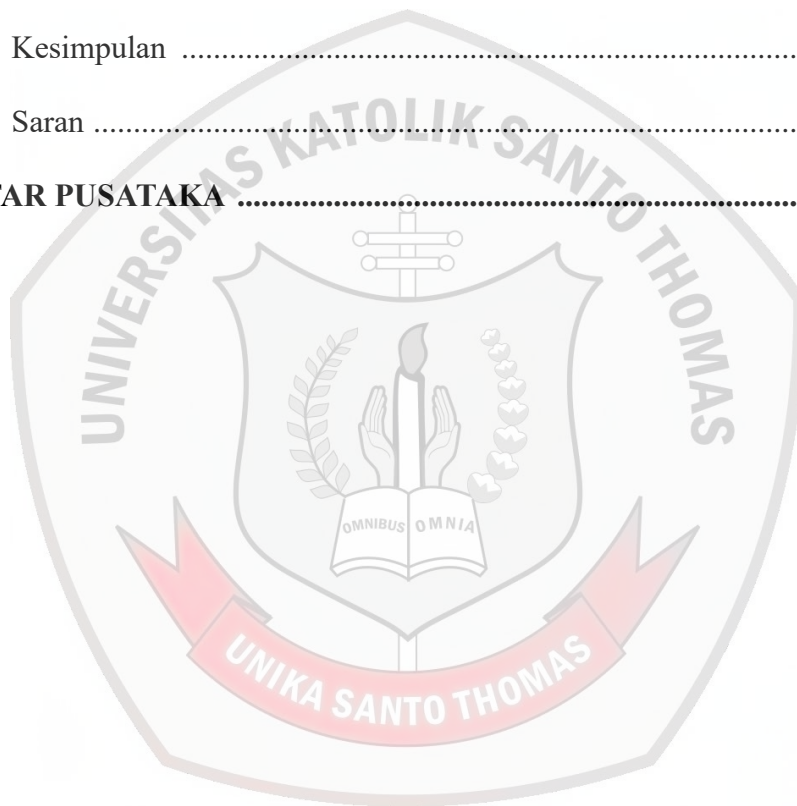 Kesimpulan ................................................................................
Saran ..........................................................................................
TAR PUSATAKA ....................................................................
UNIVERSITAS KATOLIK SANTO THOMAS
OMNIBUS OMNIA
UNIKA SANTO THOMAS